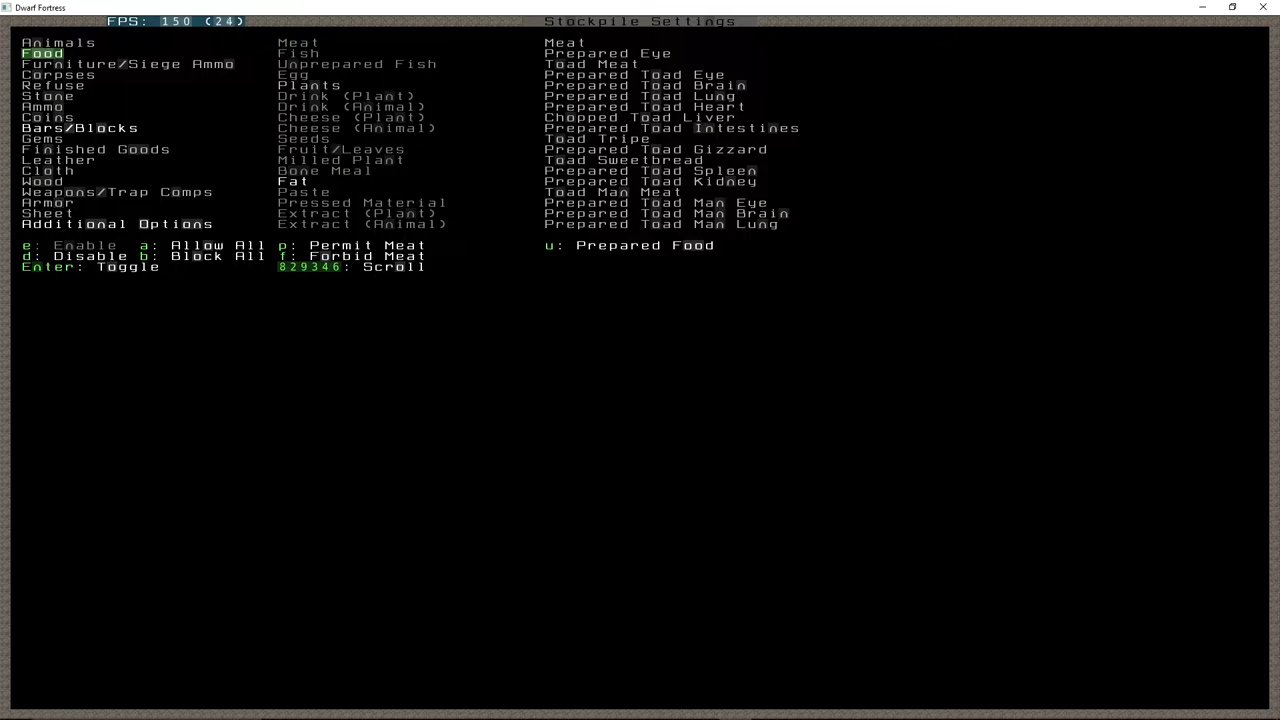 Dwarf Fortress
FPS: 150 (24)
Stockpile Settings
Animals
Food
Furniture/Siege Ammo
Corpses
Refuse
Stone
Ammo
Coins
Bars/Blocks
Gems
Finished Goods
Leather
Cloth
Wood
Weapons/Trap Comps
Armor
Sheet
Additional Options
Meat
Fish
Unprepared Fish
Egg
Plants
Drink (Plant)
Drink (Animal)
Cheese (Plant)
Cheese (Animal)
Seeds
Fruit/Leaves
Milled Plant
Bone Meal
Fat
Paste
Pressed Material
Extract (Plant)
Extract (Animal)
Meat
Prepared Eye
Toad Meat
Prepared Toad Eye
Prepared Toad Brain
Prepared Toad Lung
Prepared Toad Heart
Chopped Toad Liver
Prepared Toad Intestines
Toad Tripe
Prepared Toad Gizzard
Toad Sweetbread
Prepared Toad Spleen
Prepared Toad Kidney
Toad Man Meat
Prepared Toad Man Eye
Prepared Toad Man Brain
Prepared Toad Man Lung
e: Enable a: Allow All p: Permit Meat u: Prepared Food
d: Disable b: Block All f: Forbid Meat
Enter: Toggle 829346: Scroll